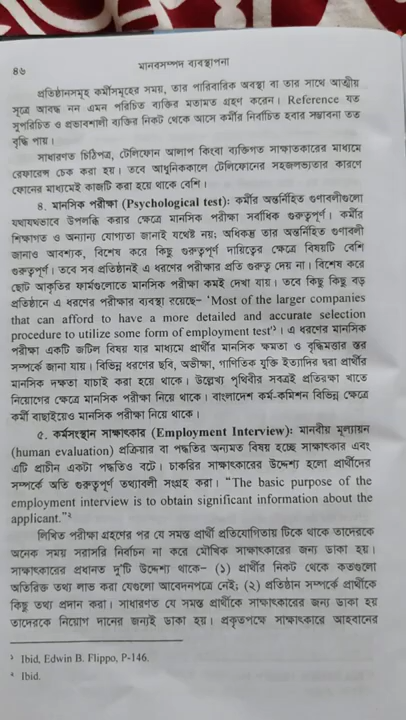 ৪৬
মানবসম্পদ ব্যবস্থাপনা
প্রতিষ্ঠানসমূহ কর্মীসমূহের সময়, তার পারিবারিক অবস্থা বা তার সাথে আত্মীয়
সূত্রে আবদ্ধ নন এমন পরিচিত ব্যক্তির মতামত গ্রহণ করেন। Reference যত
সুপরিচিত ও প্রভাবশালী ব্যক্তির নিকট থেকে আসে কর্মীর নির্বাচিত হবার সম্ভাবনা তত
বৃদ্ধি পায়।
সাধারণত চিঠিপত্র, টেলিফোন আলাপ কিংবা ব্যক্তিগত সাক্ষাতকারের মাধ্যমে
রেফারেন্স চেক করা হয়। তবে আধুনিককালে টেলিফোনের সহজলভ্যতার কারণে
ফোনের মাধ্যমেই কাজটি করা হয়ে থাকে বেশি।
৪. মানসিক পরীক্ষা (Psychological test): কর্মীর অন্তর্নিহিত গুণাবলীগুলো
যথাযথভাবে উপলব্ধি করার ক্ষেত্রে মানসিক পরীক্ষা সর্বাধিক গুরুত্বপূর্ণ। কর্মীর
শিক্ষাগত ও অন্যান্য যোগ্যতা জানাই যথেষ্ট নয়; অধিকন্তু তার অন্তর্নিহিত গুণাবলী
জানাও আবশ্যক, বিশেষ করে কিছু গুরুত্বপূর্ণ দায়িত্বের ক্ষেত্রে বিষয়টি বেশি
গুরুত্বপূর্ণ। তবে সব প্রতিষ্ঠানই এ ধরণের পরীক্ষার প্রতি গুরুত্ব দেয় না। বিশেষ করে
ছোট আকৃতির ফার্মগুলোতে মানসিক পরীক্ষা কমই দেখা যায়। তবে কিছু কিছু বড়
প্রতিষ্ঠানে এ ধরণের পরীক্ষার ব্যবস্থা রয়েছে– ‘Most of the larger companies
that can afford to have a more detailed and accurate selection
procedure to utilize some form of employment test’¹। এ ধরণের মানসিক
পরীক্ষা একটি জটিল বিষয় যার মাধ্যমে প্রার্থীর মানসিক ক্ষমতা ও বুদ্ধিমত্তার স্তর
সম্পর্কে জানা যায়। বিভিন্ন ধরণের ছবি, অভীক্ষা, গাণিতিক যুক্তি ইত্যাদির দ্বরা প্রার্থীর
মানসিক দক্ষতা যাচাই করা হয়ে থাকে। উল্লেখ্য পৃথিবীর সবত্রই প্রতিরক্ষা খাতে
নিয়োগের ক্ষেত্রে মানসিক পরীক্ষা নিয়ে থাকে। বাংলাদেশ কর্ম-কমিশন বিভিন্ন ক্ষেত্রে
কর্মী বাছাইয়েও মানসিক পরীক্ষা নিয়ে থাকে।
৫. কর্মসংস্থান সাক্ষাৎকার (Employment Interview): মানবীয় মূল্যায়ন
(human evaluation) প্রক্রিয়ার বা পদ্ধতির অন্যমত বিষয় হচ্ছে সাক্ষাৎকার এবং
এটি প্রাচীন একটা পদ্ধতিও বটে। চাকরির সাক্ষাৎকারের উদ্দেশ্য হলো প্রার্থীদের
সম্পর্কে অতি গুরুত্বপূর্ণ তথ্যাবলী সংগ্রহ করা। “The basic purpose of the
employment interview is to obtain significant information about the
applicant.”²
লিখিত পরীক্ষা গ্রহণের পর যে সমস্ত প্রার্থী প্রতিযোগিতায় টিকে থাকে তাদেরকে
অনেক সময় সরাসরি নির্বাচন না করে মৌখিক সাক্ষাৎকারের জন্য ডাকা হয়।
সাক্ষাৎকারের প্রধানত দু'টি উদ্দেশ্য থাকে– (১) প্রার্থীর নিকট থেকে কতগুলো
অতিরিক্ত তথ্য লাভ করা যেগুলো আবেদনপত্রে নেই; (২) প্রতিষ্ঠান সম্পর্কে প্রার্থীকে
কিছু তথ্য প্রদান করা। সাধারণত যে সমস্ত প্রার্থীকে সাক্ষাৎকারের জন্য ডাকা হয়
তাদেরকে নিয়োগ দানের জন্যই ডাকা হয়। প্রকৃতপক্ষে সাক্ষাৎকারে আহবানের
¹ Ibid, Edwin B. Flippo, P-146.
² Ibid.